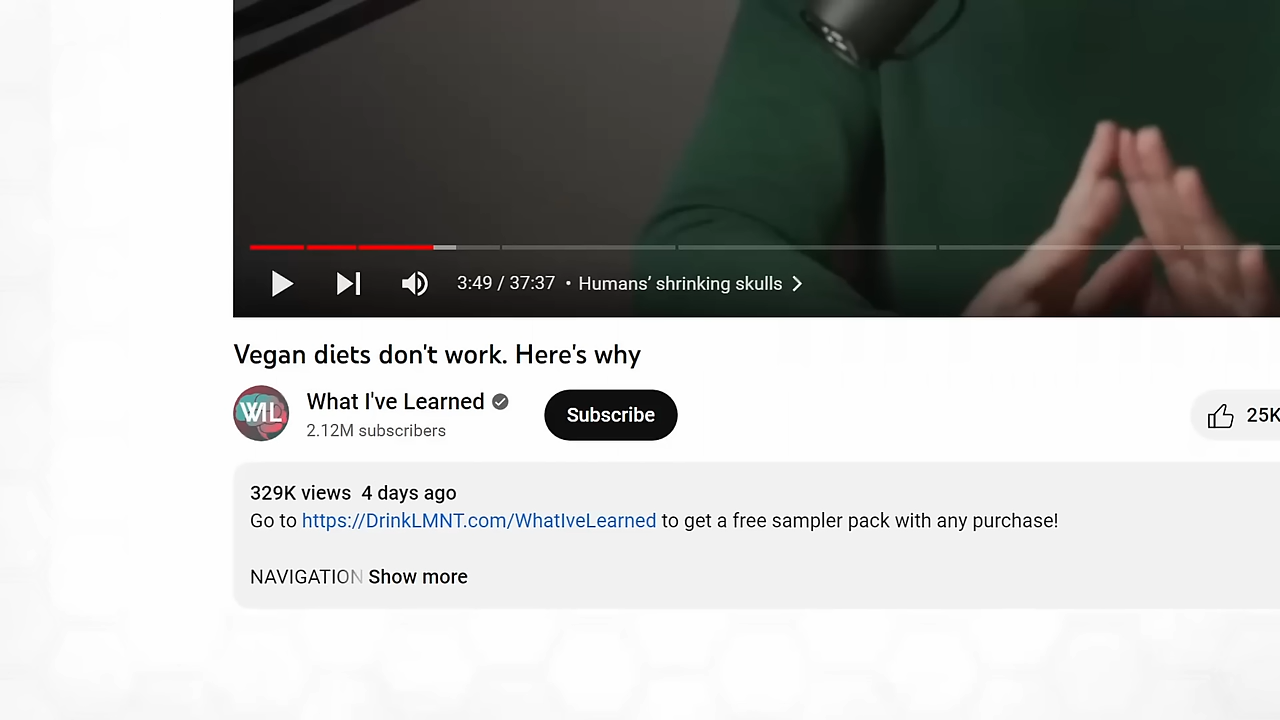 3:49 / 37:37 • Humans’ shrinking skulls
Vegan diets don't work. Here's why
WIL
What I've Learned
2.12M subscribers
Subscribe
25K
329K views 4 days ago
Go to https://DrinkLMNT.com/WhatIveLearned to get a free sampler pack with any purchase!
NAVIGATION Show more